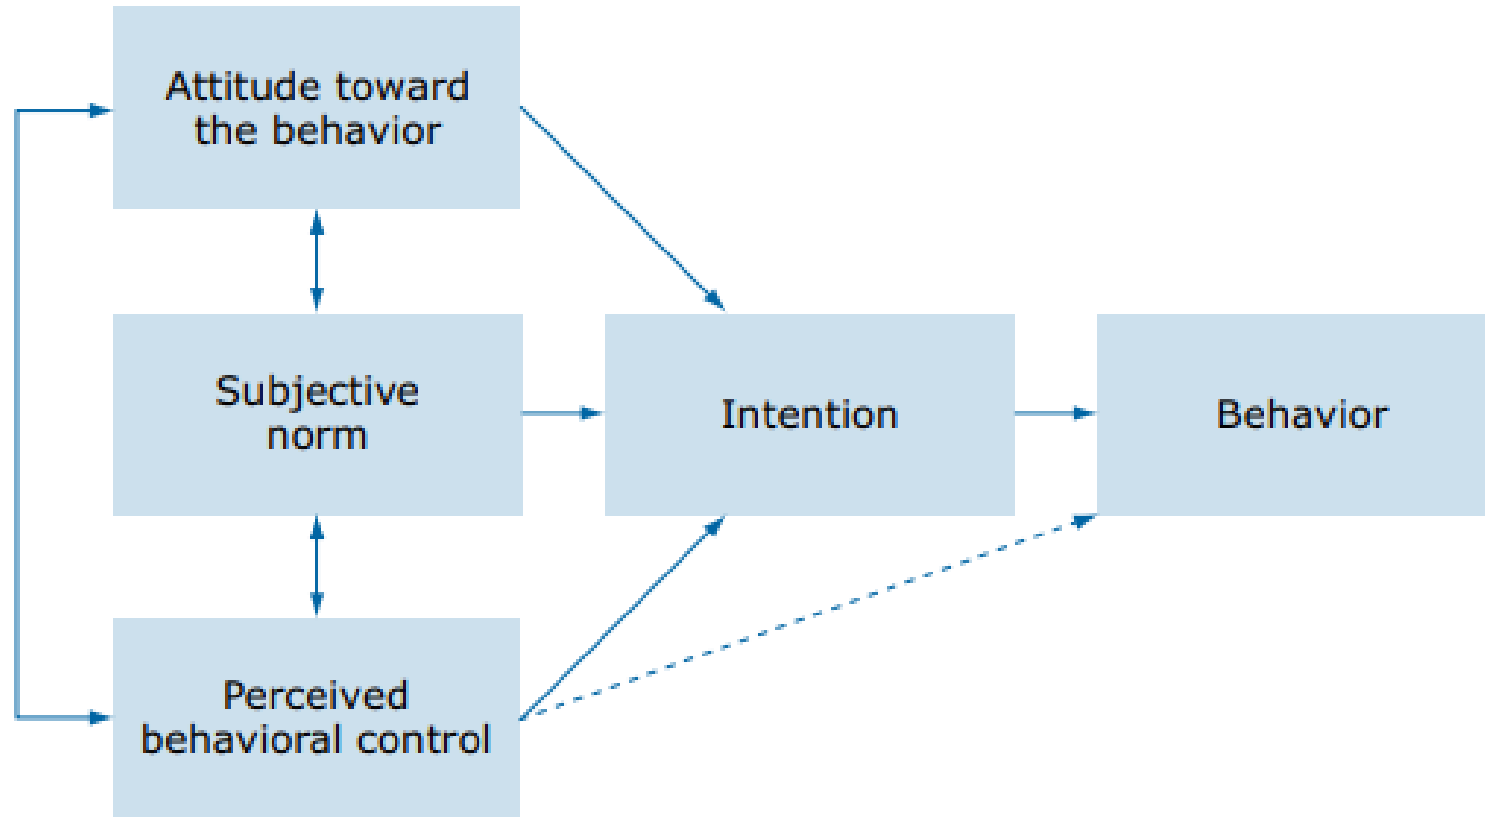 Attitude toward
the behavior
Subjective
norm
Intention
Behavior
Perceived
behavioral control